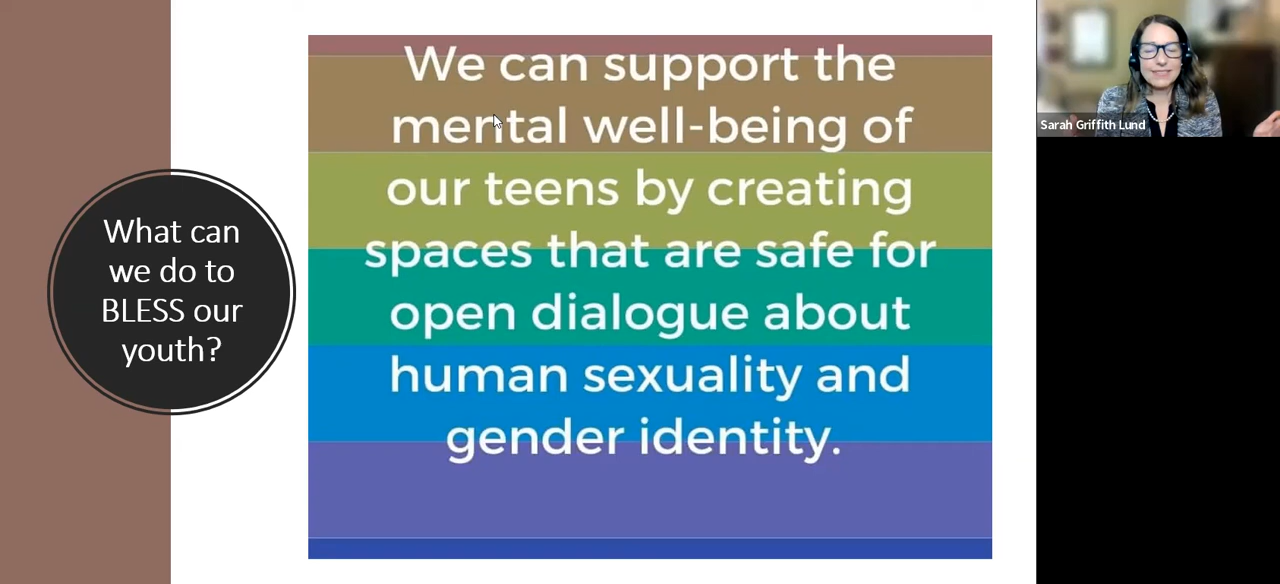 What can
we do to
BLESS our
youth?
We can support the
mental well-being of
our teens by creating
spaces that are safe for
open dialogue about
human sexuality and
gender identity.
Sarah Griffith Lund